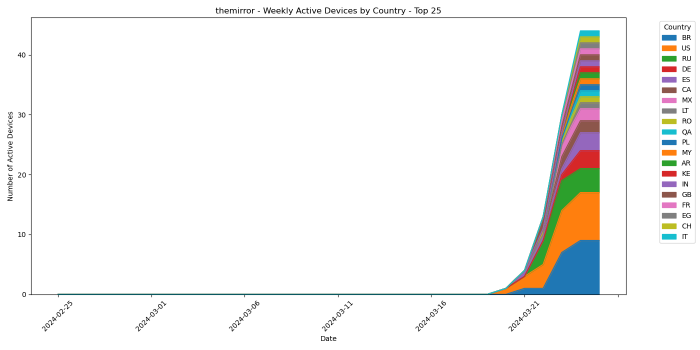 themirror - Weekly Active Devices by Country - Top 25
Number of Active Devices
40
30
20
10
0
2024-02-25
2024-03-01
2024-03-06
2024-03-11
2024-03-16
2024-03-21
Date
Country
BR
US
RU
DE
ES
CA
MX
LT
RO
QA
PL
MY
AR
KE
IN
GB
FR
EG
CH
IT